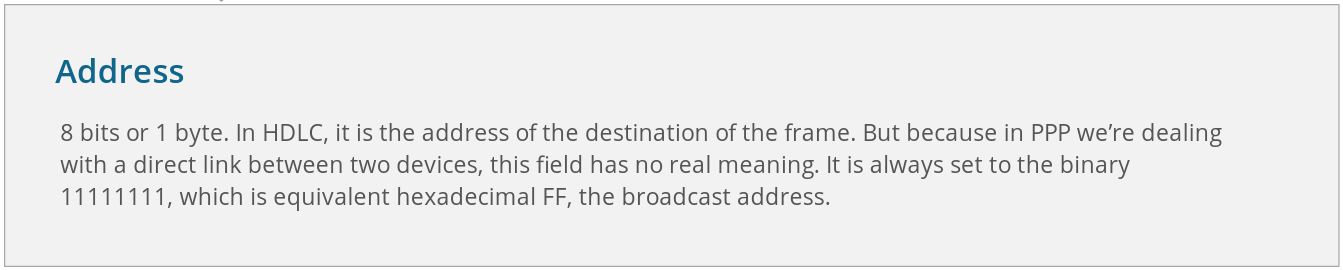 Address
8 bits or 1 byte. In HDLC, it is the address of the destination of the frame. But because in PPP we’re dealing
with a direct link between two devices, this field has no real meaning. It is always set to the binary
11111111, which is equivalent hexadecimal FF, the broadcast address.